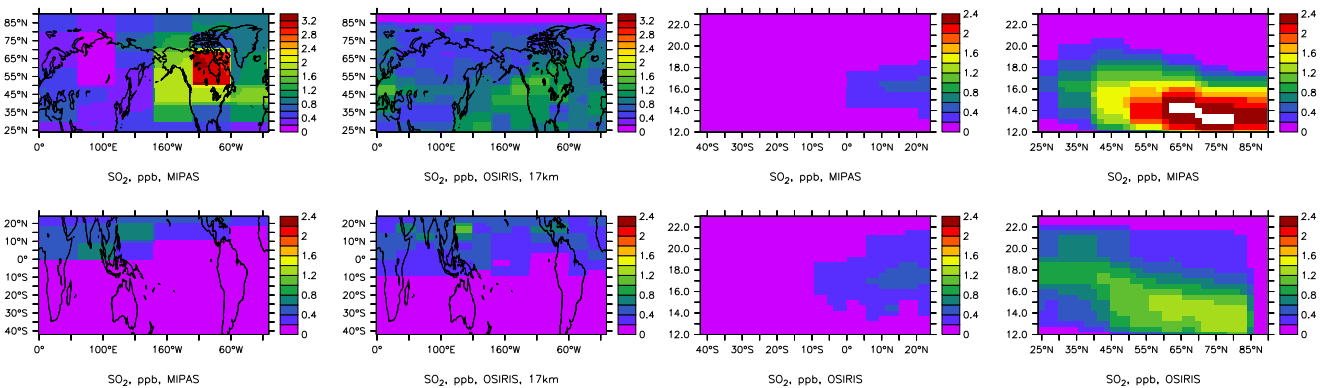 90°N
75°N
65°N
55°N
45°N
35°N
25°N
0° 100°E 160°W 60°W
3.2
2.8
2.4
2
1.6
1.2
0.8
0.4
0
SO2, ppb, MIPAS
90°N
75°N
65°N
55°N
45°N
35°N
25°N
0° 100°E 160°W 60°W
3.2
2.8
2.4
2
1.6
1.2
0.8
0.4
0
SO2, ppb, OSIRIS, 17km
22.0
20.0
18.0
16.0
14.0
12.0
40°S 30°S 20°S 10°S 0° 10°N 20°N
2.4
2
1.6
1.2
0.8
0.4
0
SO2, ppb, MIPAS
22.0
20.0
18.0
16.0
14.0
12.0
25°N 35°N 45°N 55°N 65°N 75°N 85°N
2.4
2
1.6
1.2
0.8
0.4
0
SO2, ppb, MIPAS
20°N
10°N
0°
10°S
20°S
30°S
40°S
0° 100°E 160°W 60°W
2.4
2
1.6
1.2
0.8
0.4
0
SO2, ppb, MIPAS
20°N
10°N
0°
10°S
20°S
30°S
40°S
0° 100°E 160°W 60°W
2.4
2
1.6
1.2
0.8
0.4
0
SO2, ppb, OSIRIS, 17km
22.0
20.0
18.0
16.0
14.0
12.0
40°S 30°S 20°S 10°S 0° 10°N 20°N
2.4
2
1.6
1.2
0.8
0.4
0
SO2, ppb, OSIRIS
22.0
20.0
18.0
16.0
14.0
12.0
25°N 35°N 45°N 55°N 65°N 75°N 85°N
2.4
2
1.6
1.2
0.8
0.4
0
SO2, ppb, OSIRIS